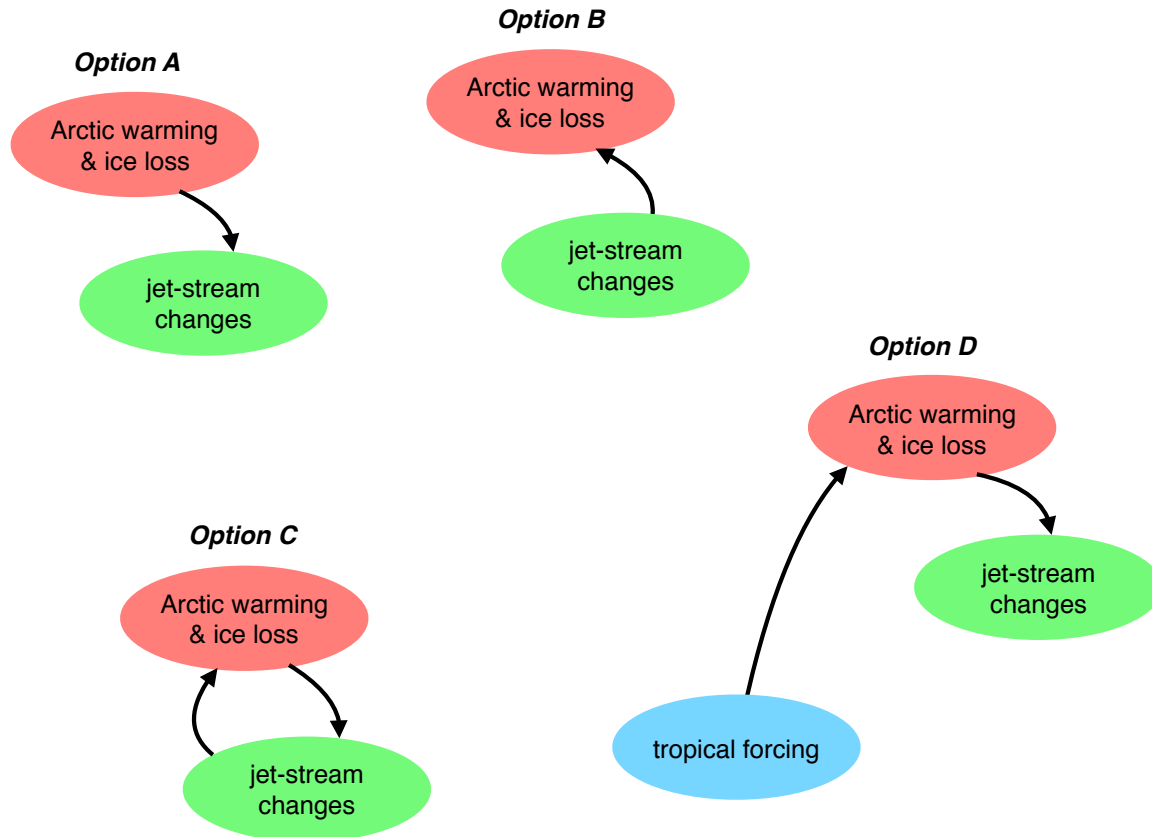 Option A
Arctic warming
& ice loss
jet-stream
changes
Option B
Arctic warming
& ice loss
jet-stream
changes
Option C
Arctic warming
& ice loss
jet-stream
changes
Option D
Arctic warming
& ice loss
jet-stream
changes
tropical forcing